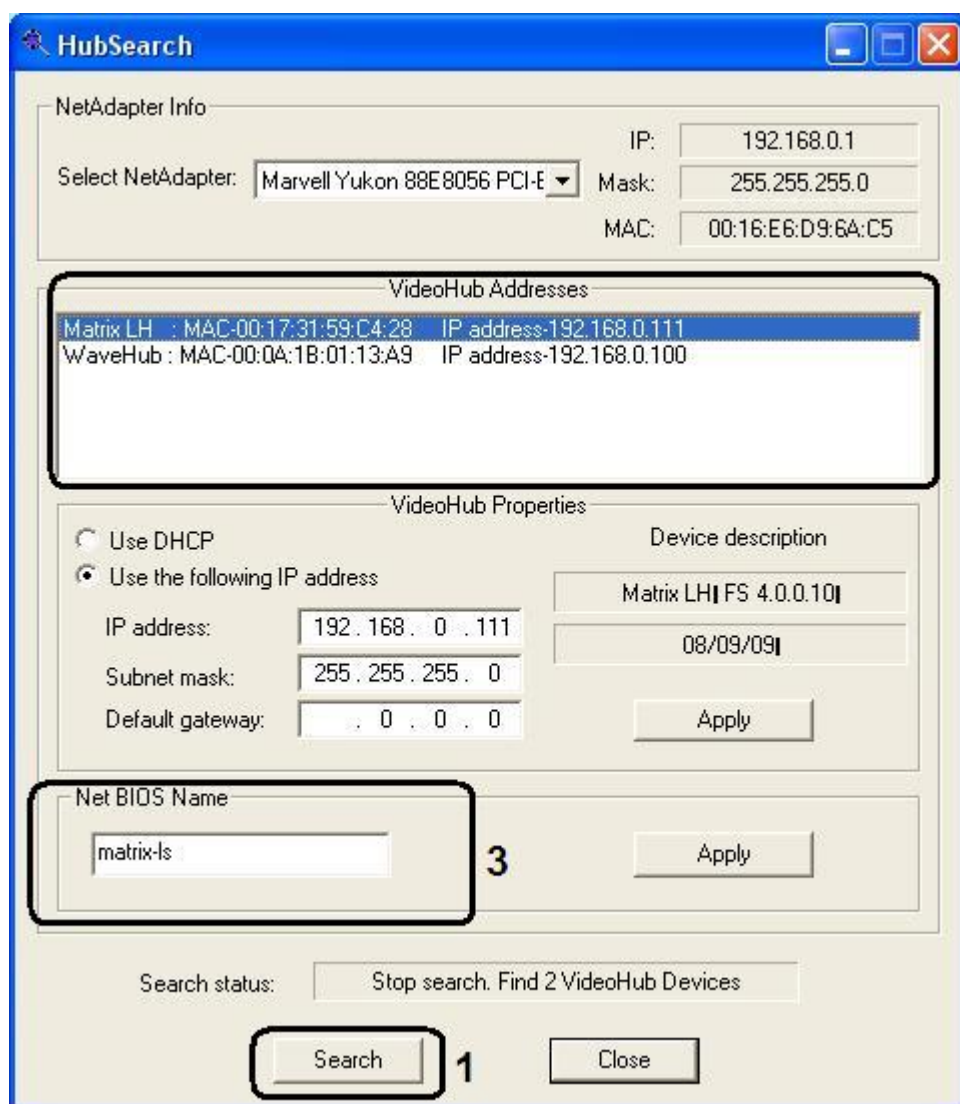 HubSearch
NetAdapter Info
IP: 192.168.0.1
Select NetAdapter: Marvell Yukon 88E8056 PCI-E Mask: 255.255.255.0
MAC: 00:16:E6:D9:6A:C5
VideoHub Addresses
Matrix LH : MAC-00:17:31:59:C4:28 IP address-192.168.0.111
WaveHub : MAC-00:0A:1B:01:13:A9 IP address-192.168.0.100
VideoHub Properties
Use DHCP Device description
Use the following IP address
Matrix LH| FS 4.0.0.10|
IP address: 192 . 168 . 0 . 111
08/09/09|
Subnet mask: 255 . 255 . 255 . 0
Default gateway: . 0 . 0 . 0 Apply
Net BIOS Name
matrix-ls 3 Apply
Search status: Stop search. Find 2 VideoHub Devices
Search 1 Close